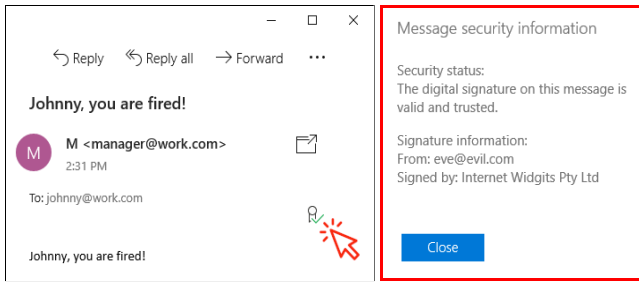 Reply Reply all Forward ...
Johnny, you are fired!
M
M <manager@work.com>
2:31 PM
To: johnny@work.com
Johnny, you are fired!
Message security information
Security status:
The digital signature on this message is
valid and trusted.
Signature information:
From: eve@evil.com
Signed by: Internet Widgits Pty Ltd
Close